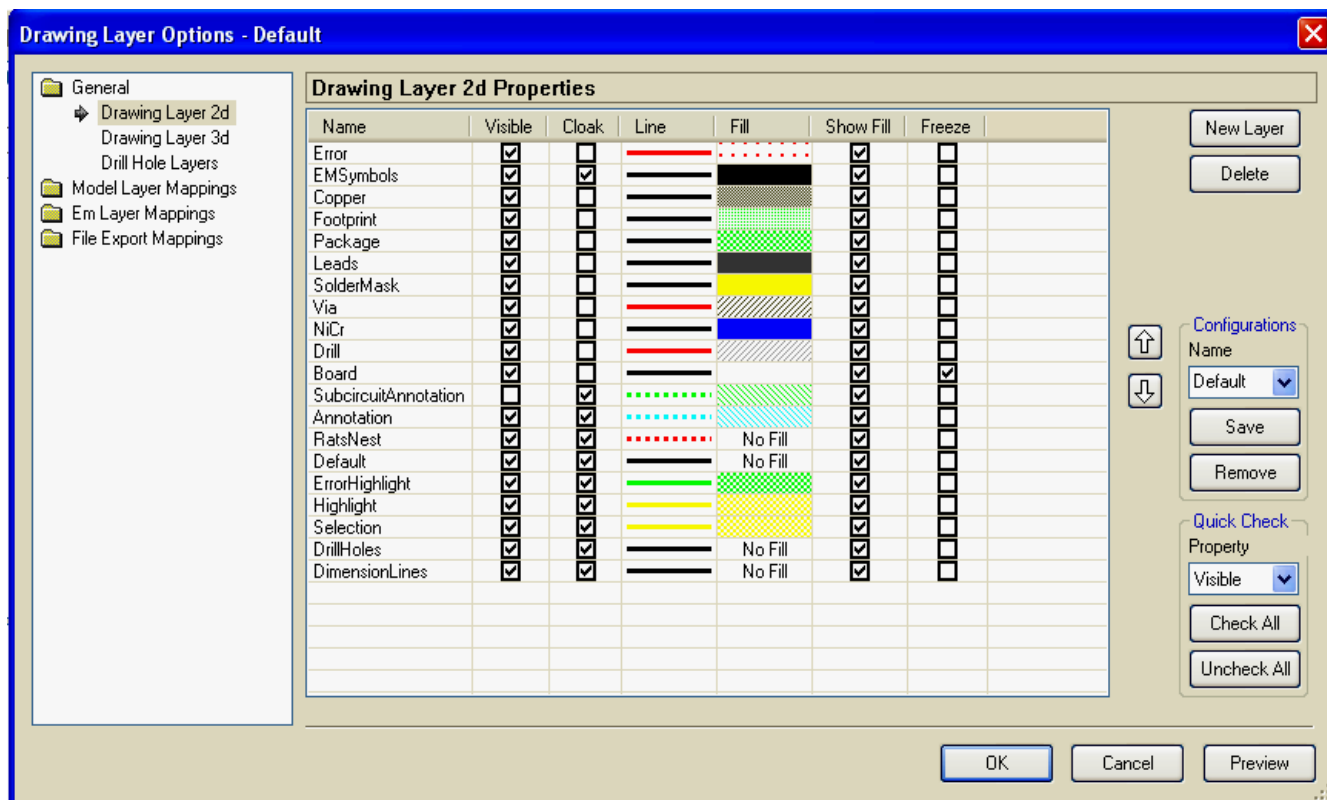 Drawing Layer Options - Default
General
Drawing Layer 2d
Drawing Layer 3d
Drill Hole Layers
Model Layer Mappings
Em Layer Mappings
File Export Mappings
Drawing Layer 2d Properties
Name Visible Cloak Line Fill Show Fill Freeze
Error
EMSymbols
Copper
Footprint
Package
Leads
SolderMask
Via
NiCr
Drill
Board
SubcircuitAnnotation
Annotation
RatsNest No Fill
Default No Fill
ErrorHighlight
Highlight
Selection
DrillHoles No Fill
DimensionLines No Fill
New Layer
Delete
Configurations
Name
Default
Save
Remove
Quick Check
Property
Visible
Check All
Uncheck All
OK Cancel Preview